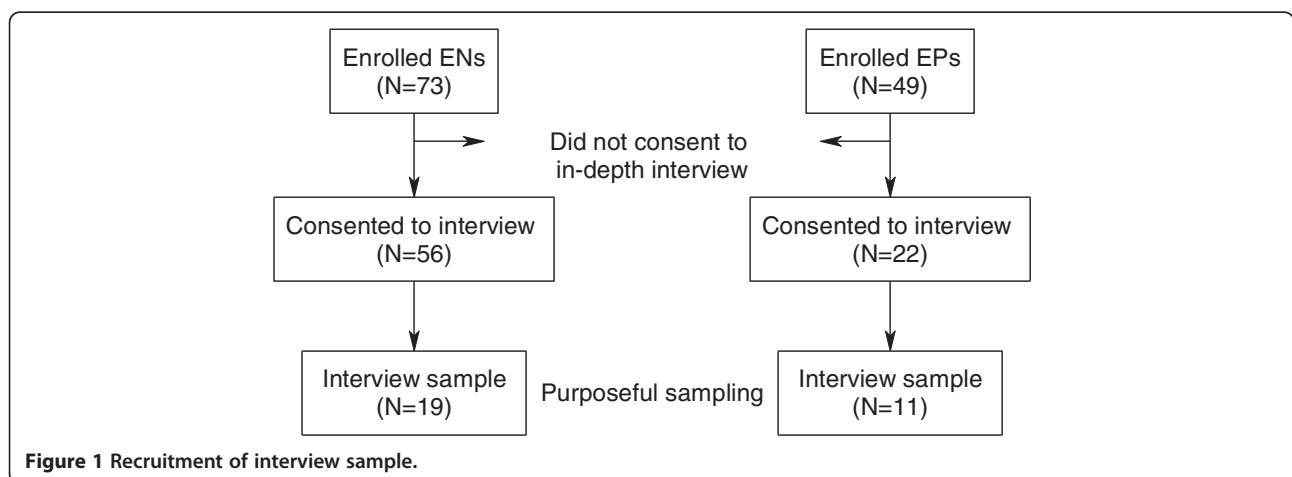 Enrolled ENs
(N=73)
Enrolled EPs
(N=49)
Did not consent to
in-depth interview
Consented to interview
(N=56)
Consented to interview
(N=22)
Interview sample
(N=19)
Purposeful sampling
Interview sample
(N=11)
Figure 1 Recruitment of interview sample.